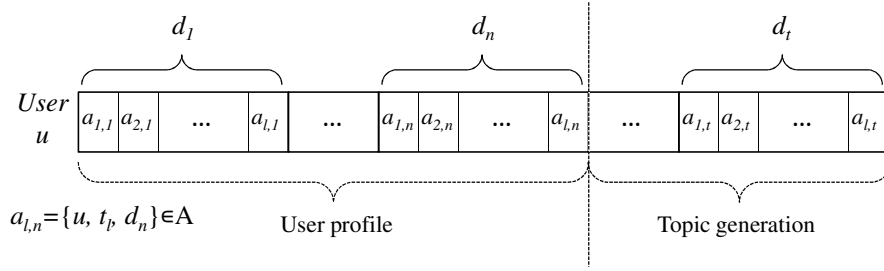 d1 dn dt
User u a1,1 a2,1 ... al,1 ... a1,n a2,n ... al,n ... a1,t a2,t ... al,t
al,n={u, tl, dn}∈A
User profile Topic generation